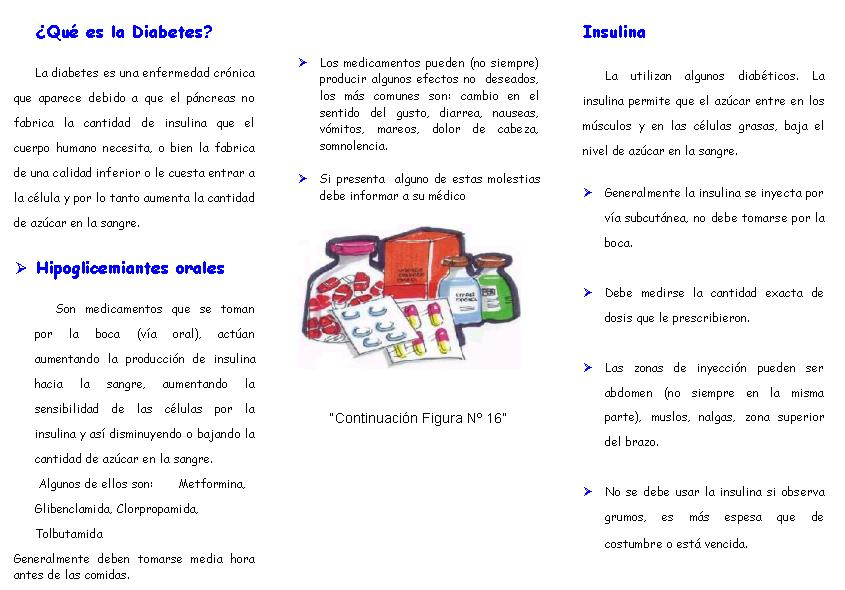 ¿Qué es la Diabetes?
La diabetes es una enfermedad crónica
que aparece debido a que el páncreas no
fabrica la cantidad de insulina que el
cuerpo humano necesita, o bien la fabrica
de una calidad inferior o le cuesta entrar a
la célula y por lo tanto aumenta la cantidad
de azúcar en la sangre.
Hipoglicemiantes orales
Son medicamentos que se toman
por la boca (vía oral), actúan
aumentando la producción de insulina
hacia la sangre, aumentando la
sensibilidad de las células por la
insulina y así disminuyendo o bajando la
cantidad de azúcar en la sangre.
Algunos de ellos son: Metformina,
Glibenclamida, Clorpropamida,
Tolbutamida
Generalmente deben tomarse media hora
antes de las comidas.
Los medicamentos pueden (no siempre)
producir algunos efectos no deseados,
los más comunes son: cambio en el
sentido del gusto, diarrea, nauseas,
vómitos, mareos, dolor de cabeza,
somnolencia.
Si presenta alguno de estas molestias
debe informar a su médico
"Continuación Figura Nº 16"
Insulina
La utilizan algunos diabéticos. La
insulina permite que el azúcar entre en los
músculos y en las células grasas, baja el
nivel de azúcar en la sangre.
Generalmente la insulina se inyecta por
vía subcutánea, no debe tomarse por la
boca.
Debe medirse la cantidad exacta de
dosis que le prescribieron.
Las zonas de inyección pueden ser
abdomen (no siempre en la misma
parte), muslos, nalgas, zona superior
del brazo.
No se debe usar la insulina si observa
grumos, es más espesa que de
costumbre o está vencida.